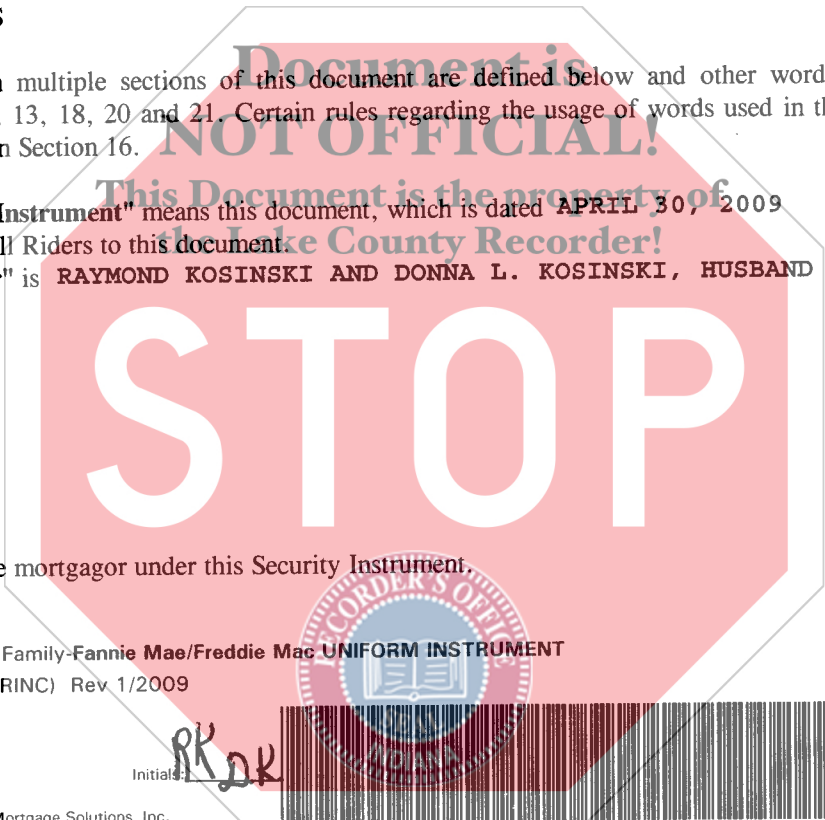 S
Document is
multiple sections of this document are defined below and other word
13, 18, 20 and 21. Certain rules regarding the usage of words used in th
n Section 16.
NOT OFFICIAL!
This Document is the property of
Instrument" means this document, which is dated APRIL 30, 2009
ll Riders to this document.
the Lake County Recorder!
" is RAYMOND KOSINSKI AND DONNA L. KOSINSKI, HUSBAND
STOP
e mortgagor under this Security Instrument.
RECORDER'S OFFICE
SEAL
INDIANA
Family-Fannie Mae/Freddie Mac UNIFORM INSTRUMENT
RINC) Rev 1/2009
Initials: RK DK
Mortgage Solutions, Inc.